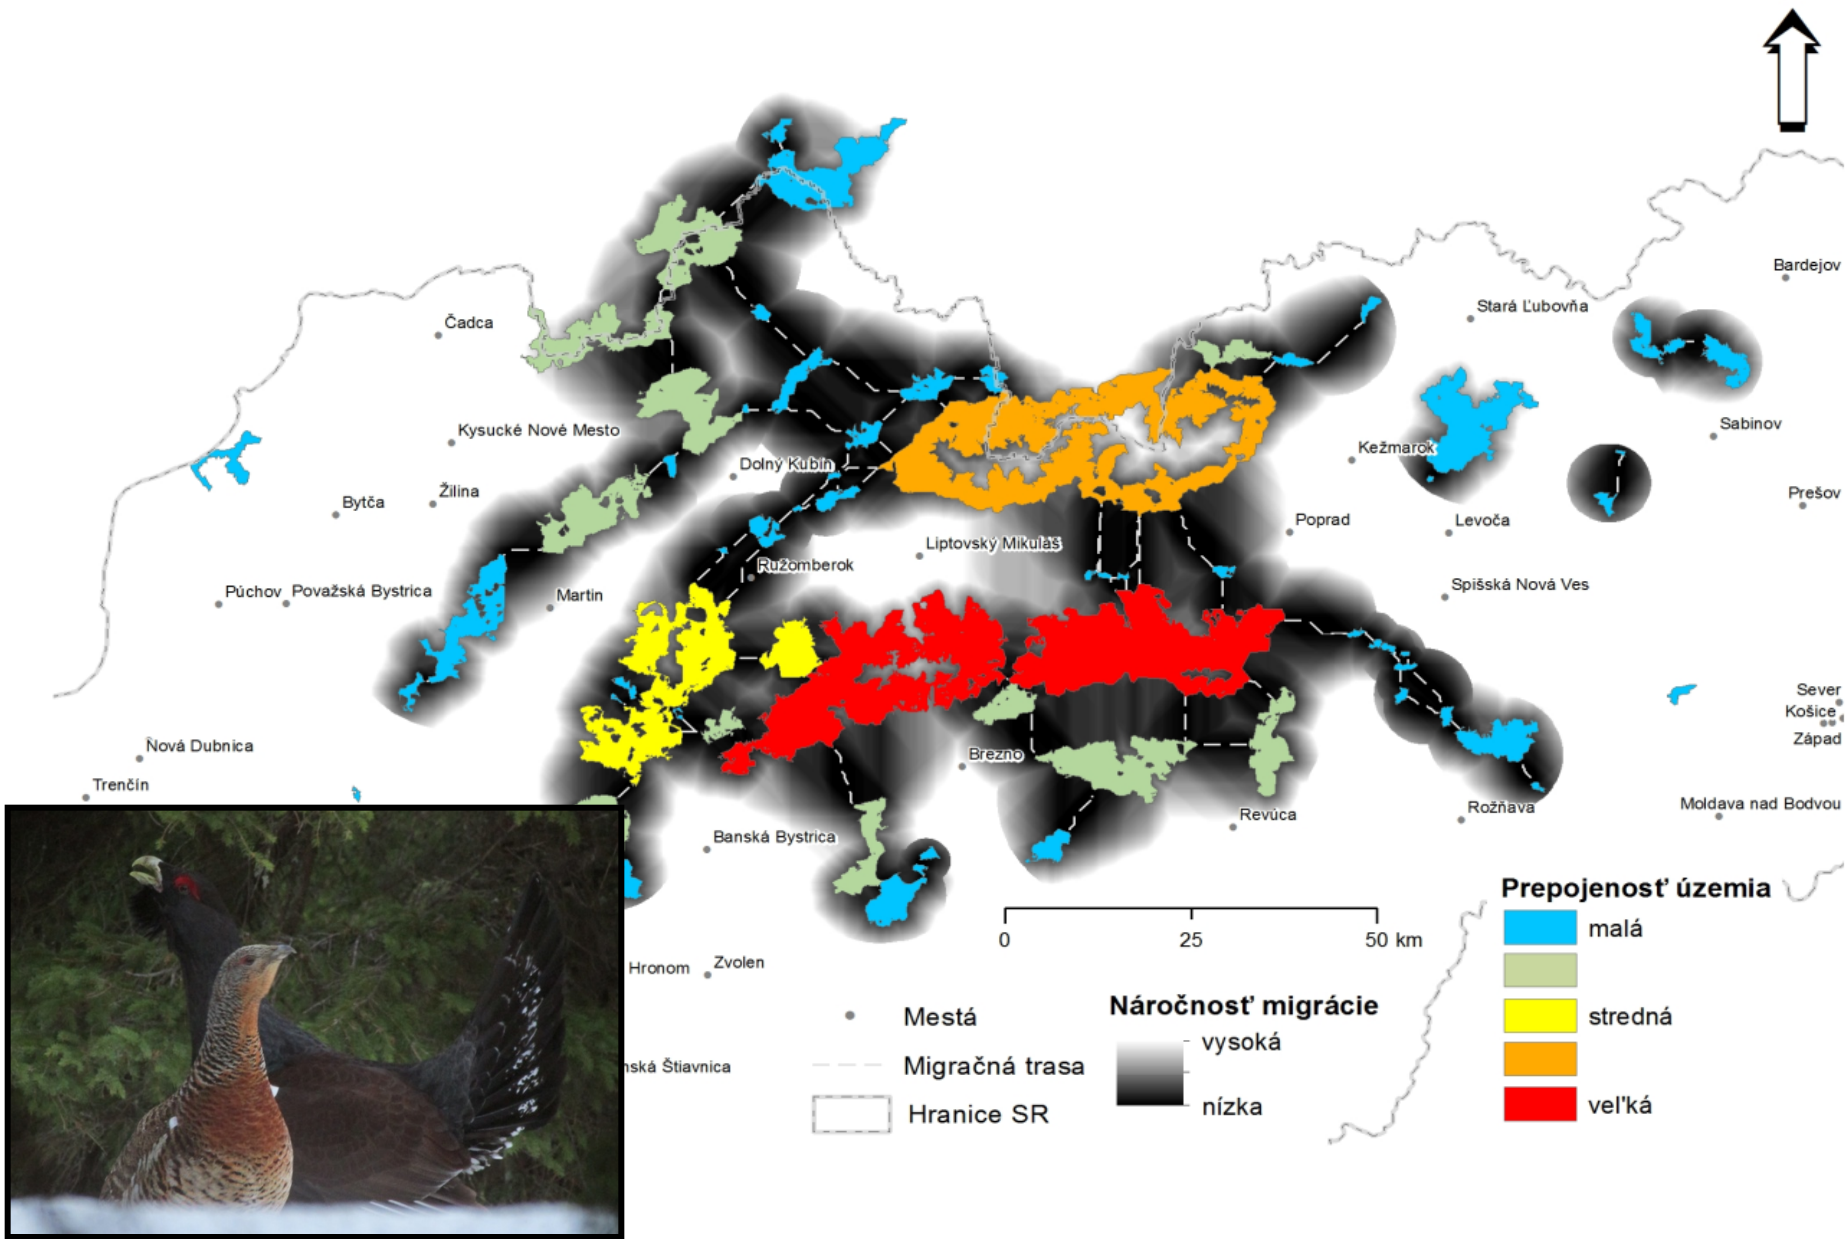 Bardejov
Stará Ľubovňa
Čadca
Sabinov
Kysucké Nové Mesto
Kežmarok
Dolný Kubín
Žilina
Bytča
Prešov
Poprad
Levoča
Liptovský Mikuláš
Ružomberok
Spišská Nová Ves
Púchov
Považská Bystrica
Martin
Sever
Košice
Západ
Nová Dubnica
Brezno
Trenčín
Moldava nad Bodvou
Rožňava
Revúca
Banská Bystrica
Hronom
Zvolen
nská Štiavnica
0 25 50 km
Mestá
Migračná trasa
Hranice SR
Náročnosť migrácie
vysoká
nízka
Prepojenosť územia
malá
stredná
veľká